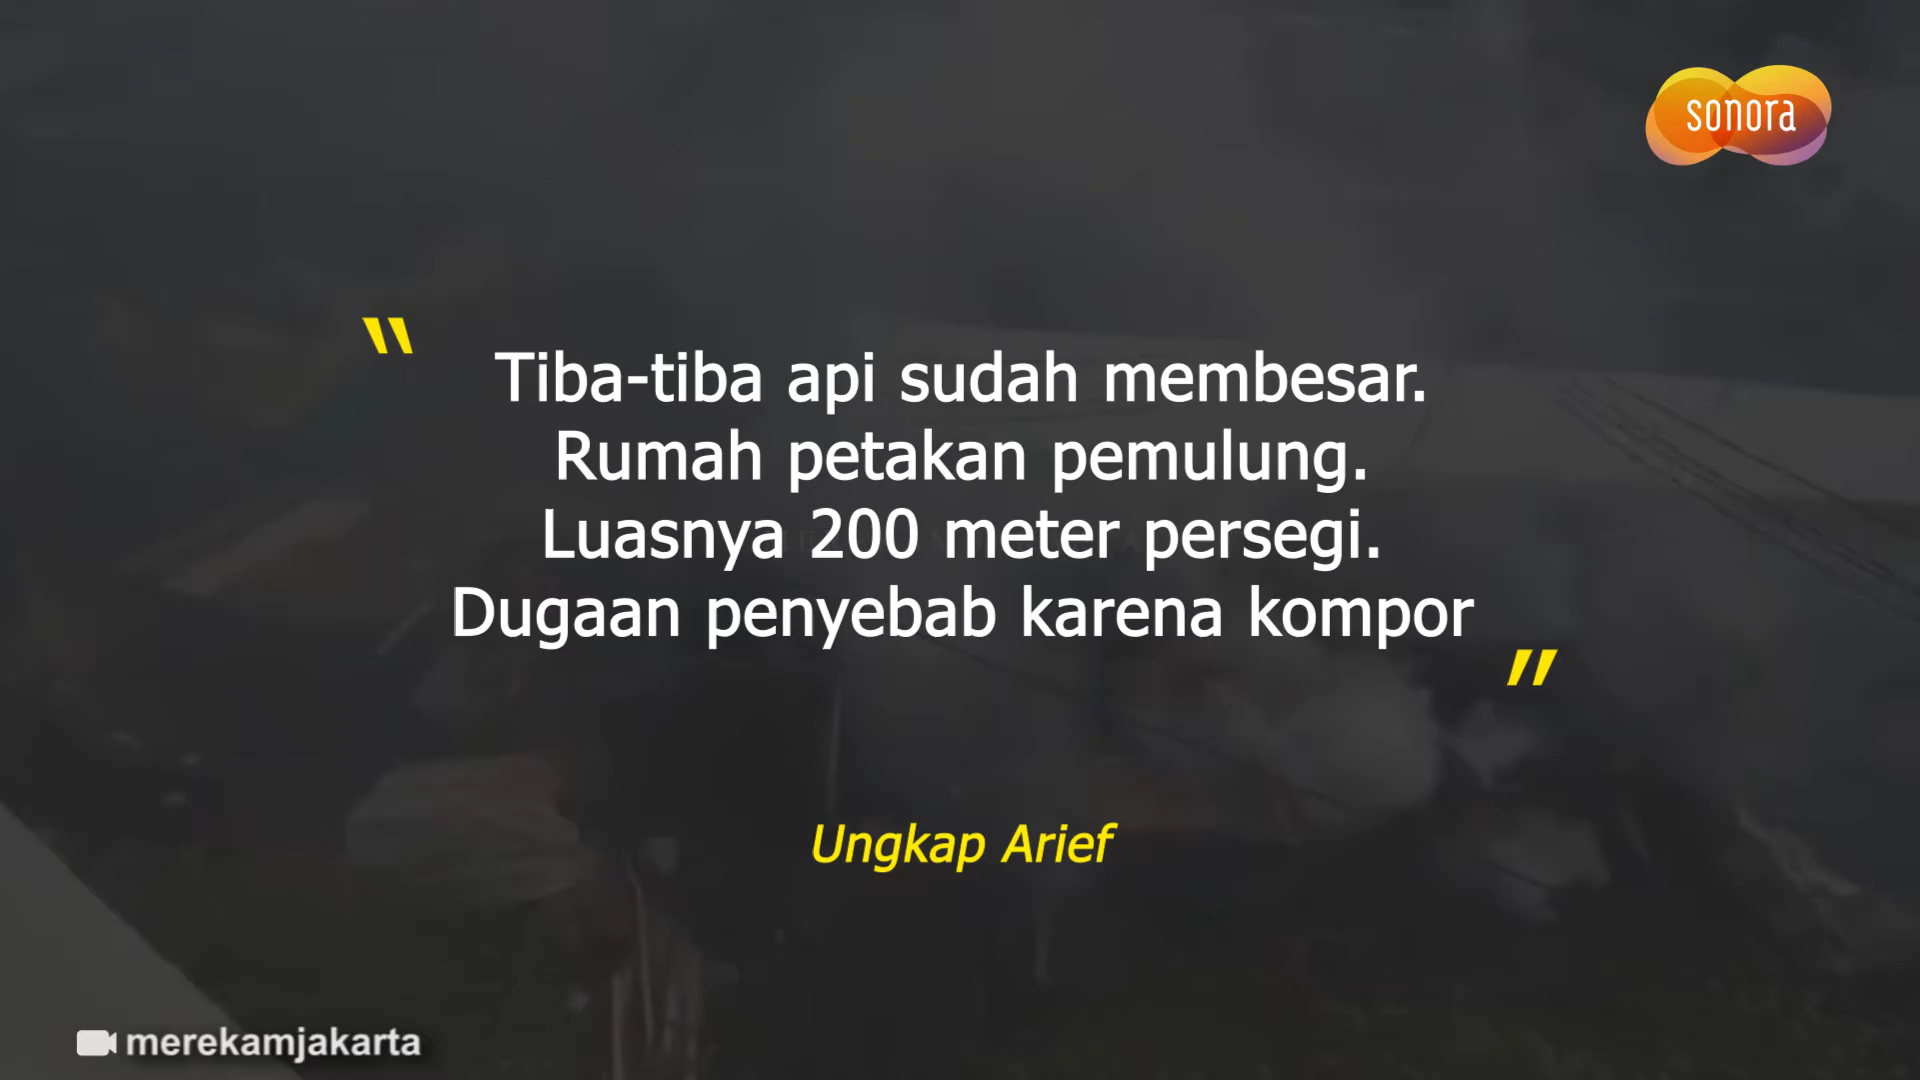 sonora
“
Tiba-tiba api sudah membesar.
Rumah petakan pemulung.
Luasnya 200 meter persegi.
Dugaan penyebab karena kompor
”
Ungkap Arief
merekamjakarta